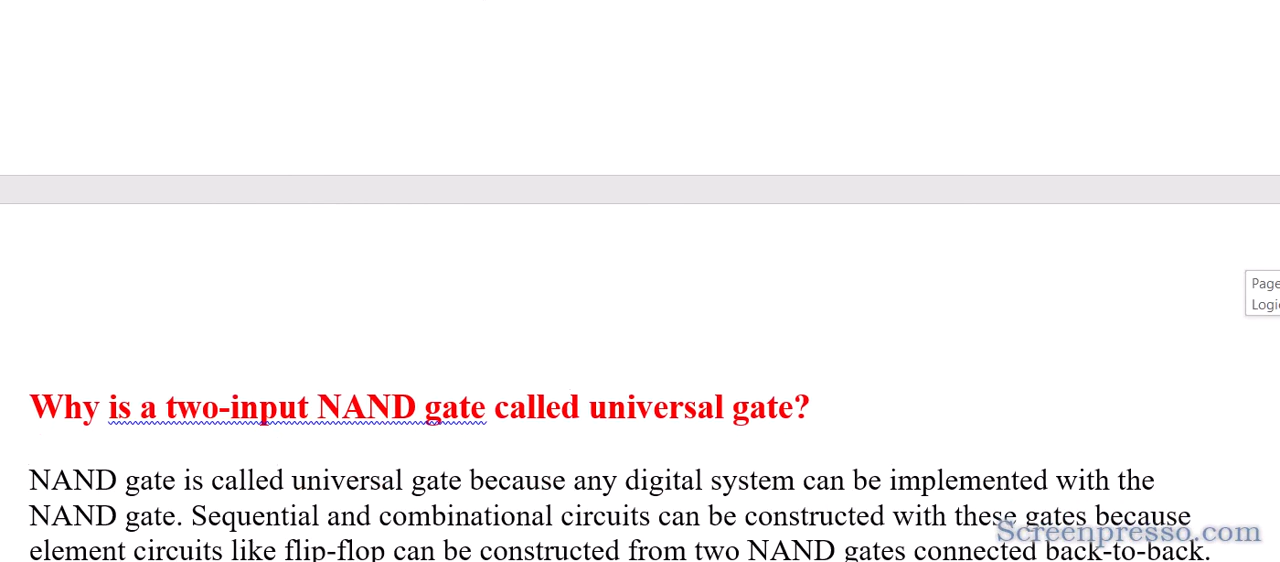 Page
Logi
Why is a two-input NAND gate called universal gate?
NAND gate is called universal gate because any digital system can be implemented with the
NAND gate. Sequential and combinational circuits can be constructed with these gates because
element circuits like flip-flop can be constructed from two NAND gates connected back-to-back.
Screenpresso.com